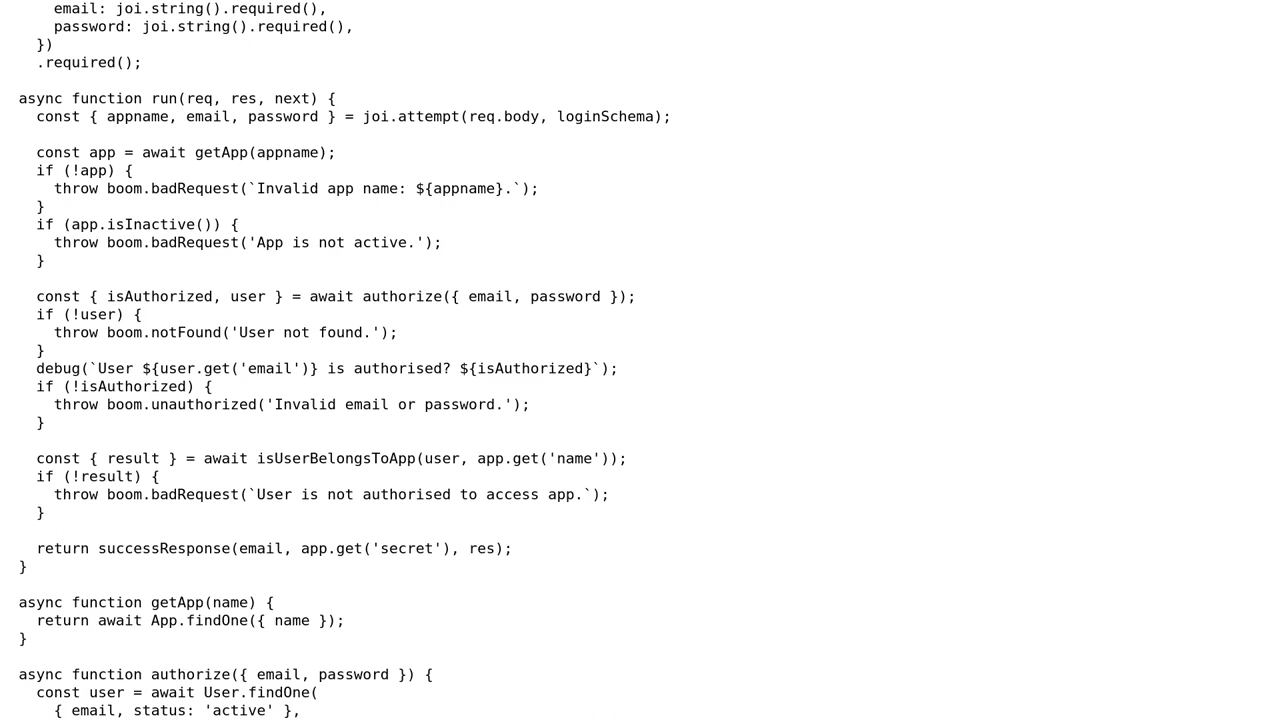 email: joi.string().required(),
    password: joi.string().required(),
  })
  .required();

async function run(req, res, next) {
  const { appname, email, password } = joi.attempt(req.body, loginSchema);

  const app = await getApp(appname);
  if (!app) {
    throw boom.badRequest(`Invalid app name: ${appname}.`);
  }
  if (app.isInactive()) {
    throw boom.badRequest('App is not active.');
  }

  const { isAuthorized, user } = await authorize({ email, password });
  if (!user) {
    throw boom.notFound('User not found.');
  }
  debug(`User ${user.get('email')} is authorised? ${isAuthorized}`);
  if (!isAuthorized) {
    throw boom.unauthorized('Invalid email or password.');
  }

  const { result } = await isUserBelongsToApp(user, app.get('name'));
  if (!result) {
    throw boom.badRequest(`User is not authorised to access app.`);
  }

  return successResponse(email, app.get('secret'), res);
}

async function getApp(name) {
  return await App.findOne({ name });
}

async function authorize({ email, password }) {
  const user = await User.findOne(
    { email, status: 'active' },